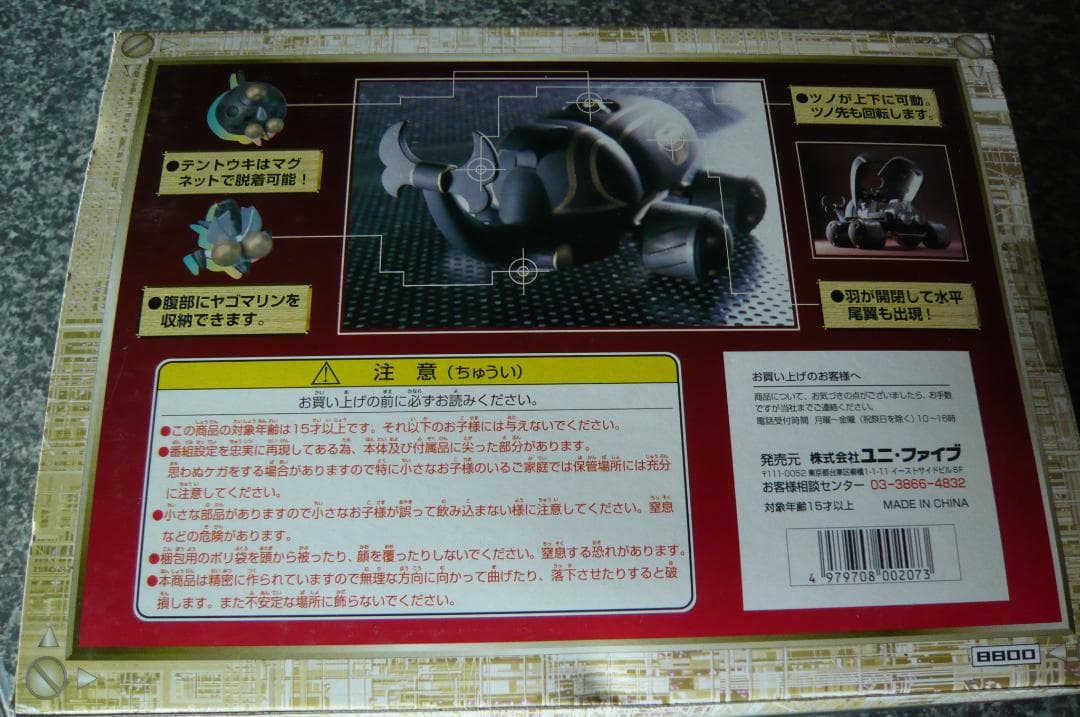 ●テントウキはマグ
ネットで脱着可能！
●腹部にヤゴマリンを
収納できます。
●ツノが上下に可動。
ツノ先も回転します。
●羽が開閉して水平
尾翼も出現！
注 意（ちゅうい）
お買い上げの前に必ずお読みください。
●この商品の対象年齢は15才以上です。それ以下のお子様には与えないでください。
●番組設定を忠実に再現してある為、本体及び付属品に尖った部分があります。
思わぬケガをする場合がありますので特に小さなお子様のいるご家庭では保管場所には充分
に注意してください。
●小さな部品がありますので小さなお子様が誤って飲み込まない様に注意してください。窒息
などの危険があります。
●梱包用のポリ袋を頭から被ったり、顔を覆ったりしないでください。窒息する恐れがあります。
●本商品は精密に作られていますので無理な方向に向かって曲げたり、落下させたりすると破
損します。また不安定な場所に飾らないでください。
お買い上げのお客様へ
商品について、お気づきの点がございましたら、お手数
ですが当社までご連絡ください。
電話受付時間 月曜〜金曜（祝祭日を除く）10〜16時
発売元 株式会社ユニ・ファイブ
〒111-0052 東京都台東区柳橋1-1-11 イーストサイドビル6F
お客様相談センター 03-3866-4832
対象年齢15才以上 MADE IN CHINA
4 979708 002073
8800